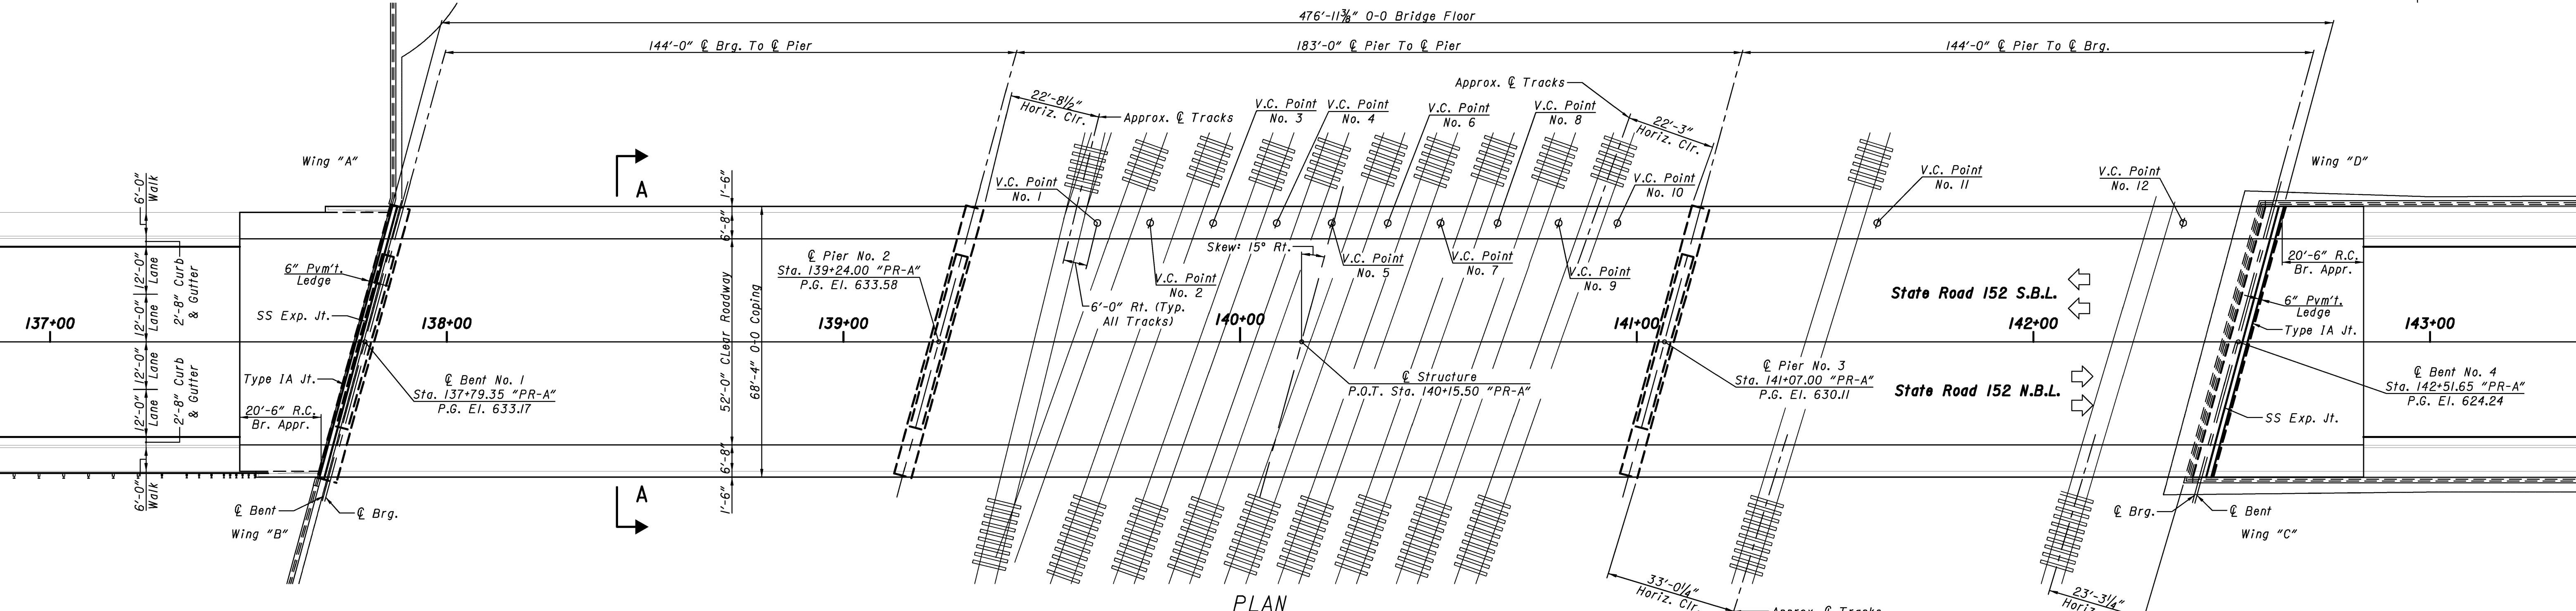 476'-11⅜" O-O Bridge Floor
144'-0" ℄ Brg. To ℄ Pier
183'-0" ℄ Pier To ℄ Pier
144'-0" ℄ Pier To ℄ Brg.
Approx. ℄ Tracks
22'-8½"
Horiz. Clr.
Approx. ℄ Tracks
V.C. Point
No. 3
V.C. Point
No. 4
V.C. Point
No. 6
V.C. Point
No. 8
22'-3"
Horiz. Clr.
Wing "A"
Wing "D"
6'-0"
Walk
A
1'-6"
V.C. Point
No. 1
V.C. Point
No. 10
V.C. Point
No. 11
V.C. Point
No. 12
6'-8"
12'-0"
Lane
2'-8" Curb
& Gutter
6" Pvm't.
Ledge
℄ Pier No. 2
Sta. 139+24.00 "PR-A"
P.G. El. 633.58
Skew: 15° Rt.
V.C. Point
No. 2
V.C. Point
No. 5
V.C. Point
No. 7
V.C. Point
No. 9
20'-6" R.C.
Br. Appr.
State Road 152 S.B.L.
6" Pvm't.
Ledge
12'-0"
Lane
SS Exp. Jt.
6'-0" Rt. (Typ.
All Tracks)
Type IA Jt.
137+00
138+00
139+00
140+00
141+00
142+00
143+00
52'-0" CLear Roadway
68'-4" O-O Coping
12'-0"
Lane
2'-8" Curb
& Gutter
Type IA Jt.
℄ Bent No. 1
Sta. 137+79.35 "PR-A"
P.G. El. 633.17
℄ Structure
P.O.T. Sta. 140+15.50 "PR-A"
℄ Pier No. 3
Sta. 141+07.00 "PR-A"
P.G. El. 630.11
State Road 152 N.B.L.
℄ Bent No. 4
Sta. 142+51.65 "PR-A"
P.G. El. 624.24
12'-0"
Lane
20'-6" R.C.
Br. Appr.
SS Exp. Jt.
6'-8"
6'-0"
Walk
1'-6"
A
℄ Bent
℄ Brg.
Wing "B"
℄ Brg.
℄ Bent
Wing "C"
33'-0¼"
Horiz. Clr.
23'-3¼"
Horiz.
Approx. ℄ Tracks
PLAN